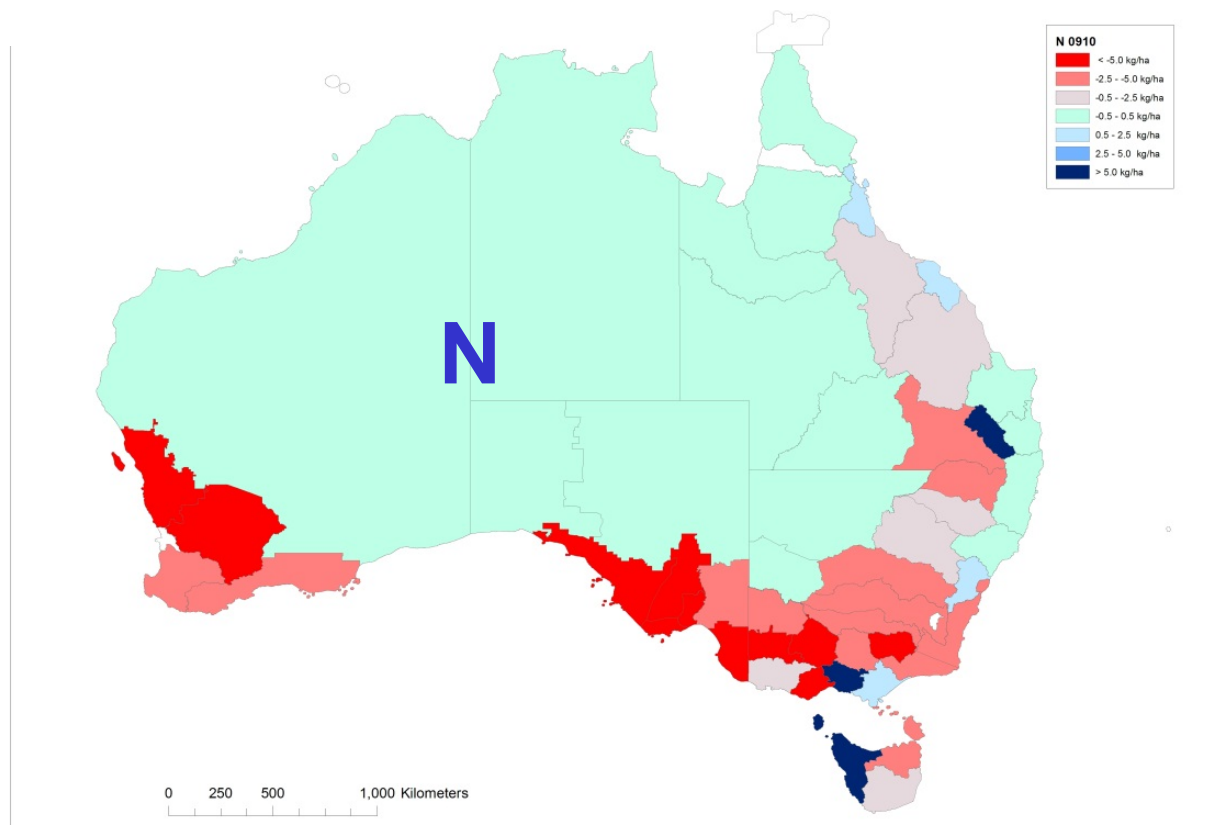 N 0910
< -5.0 kg/ha
-2.5 - -5.0 kg/ha
-0.5 - -2.5 kg/ha
-0.5 - 0.5 kg/ha
0.5 - 2.5 kg/ha
2.5 - 5.0 kg/ha
> 5.0 kg/ha
N
0 250 500 1,000 Kilometers